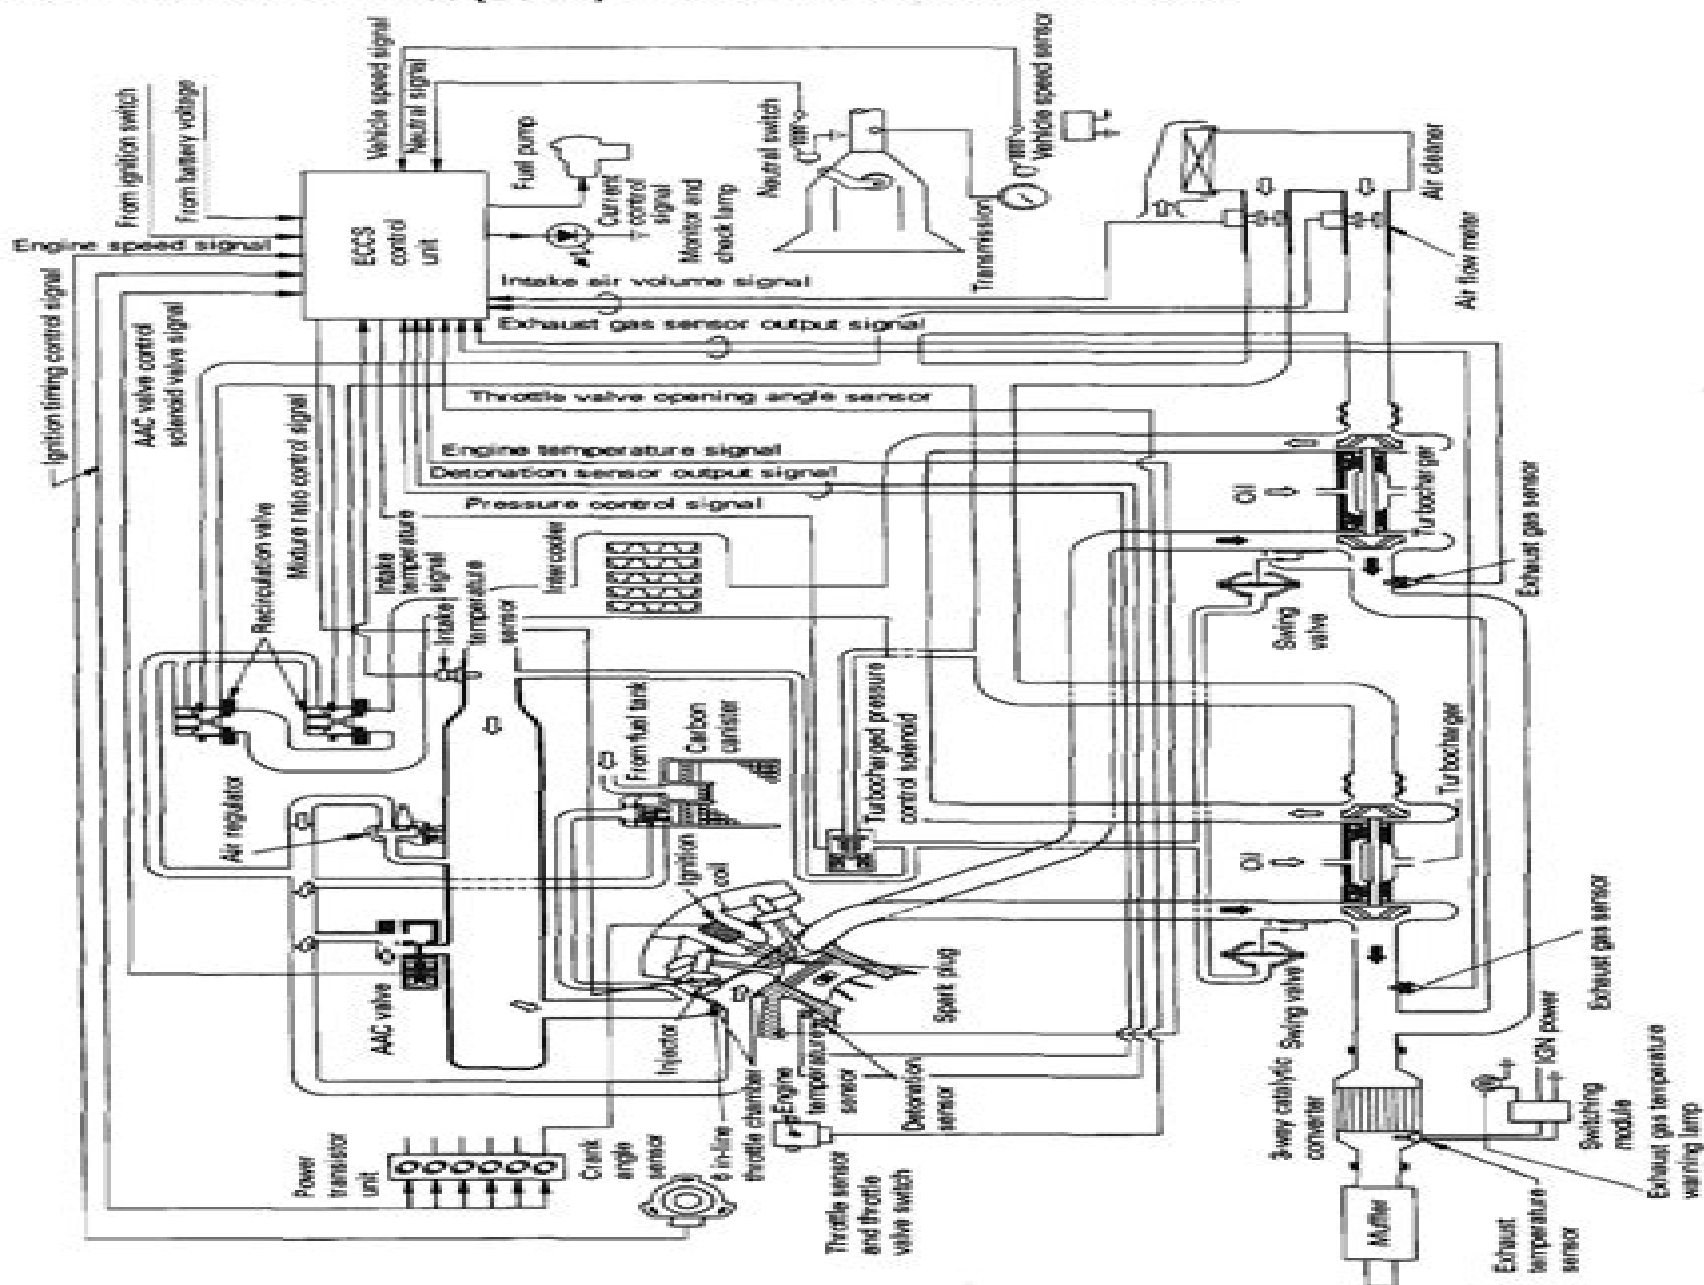 Vehicle speed signal
Neutral signal
From ignition switch
From battery voltage
Engine speed signal
Ignition timing control signal
AAC valve control
solenoid valve signal
Mixture ratio control signal
ECCS
control
unit
Fuel pump
Current
control
signal
Monitor and
check lamp
Neutral switch
Vehicle speed sensor
Transmission
Air cleaner
Air flow meter
Intake air volume signal
Exhaust gas sensor output signal
Throttle valve opening angle sensor
Engine temperature signal
Detonation sensor output signal
Pressure control signal
Recirculation valve
Intake
temperature
signal
Intake
temperature
sensor
Intercooler
Oil
Turbocharger
Exhaust gas sensor
Swing
valve
Air regulator
From fuel tank
Carbon
canister
Turbocharged pressure
control solenoid
Turbocharger
Oil
Ignition
coil
AAC valve
Injector
Spark plug
Swing valve
Exhaust gas sensor
Power
transistor
unit
Crank
angle
sensor
6 in-line
throttle chamber
Engine
temperature
sensor
Detonation
sensor
Throttle sensor
and throttle
valve switch
3-way catalytic
converter
IGN power
Switching
module
Exhaust gas temperature
warning lamp
Muffler
Exhaust
temperature
sensor